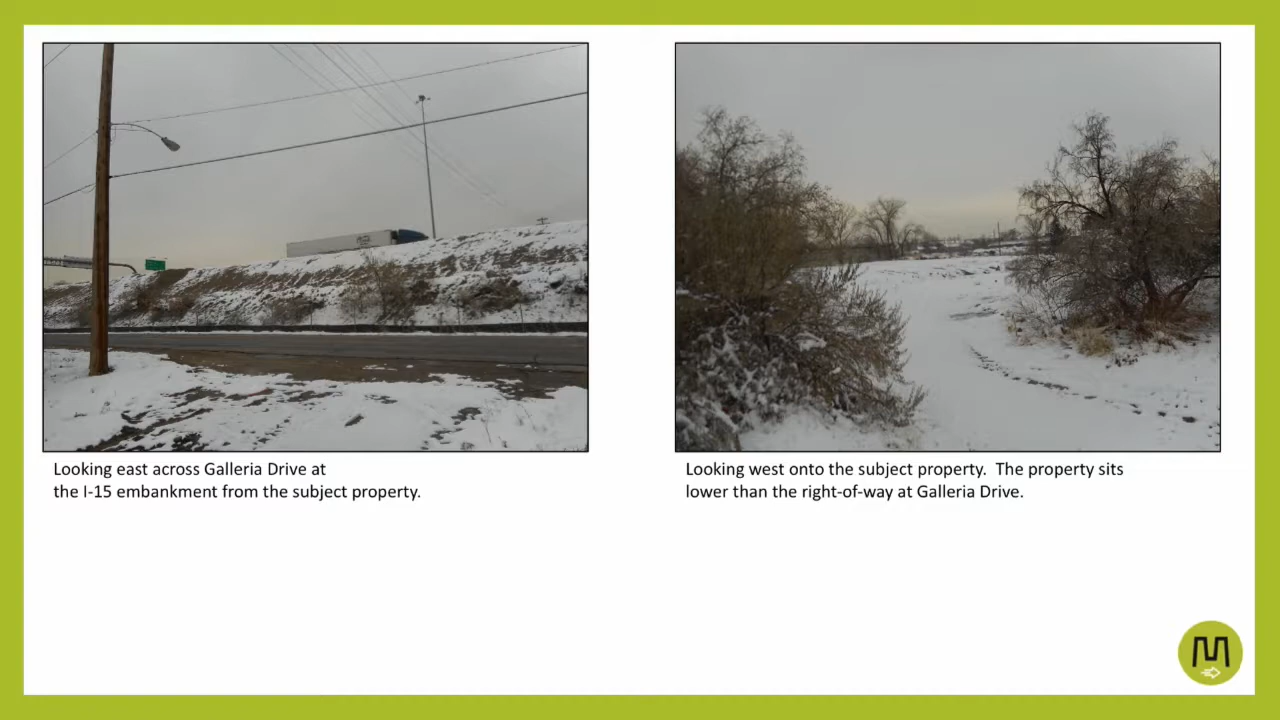 Looking east across Galleria Drive at
the I-15 embankment from the subject property.
Looking west onto the subject property.  The property sits
lower than the right-of-way at Galleria Drive.